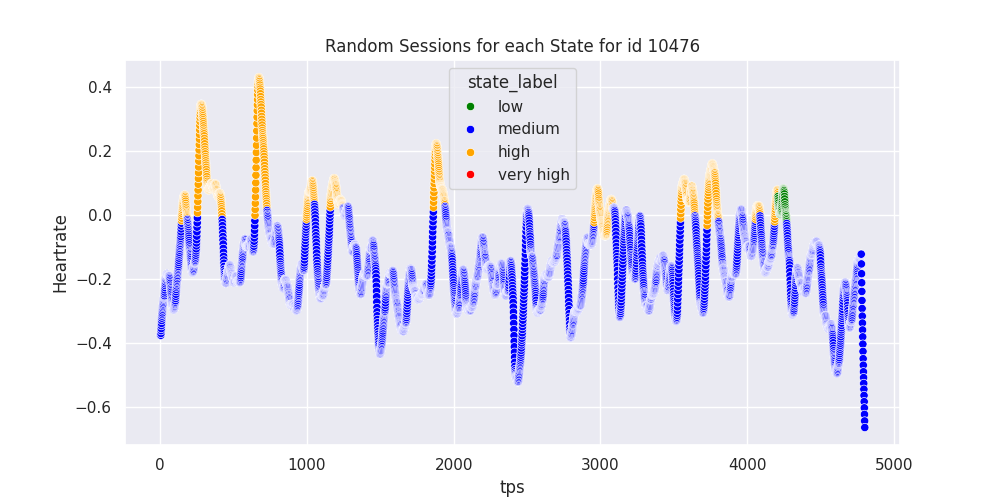 Random Sessions for each State for id 10476
state_label
low
medium
high
very high
Heartrate
0.4
0.2
0.0
−0.2
−0.4
−0.6
0 1000 2000 3000 4000 5000
tps